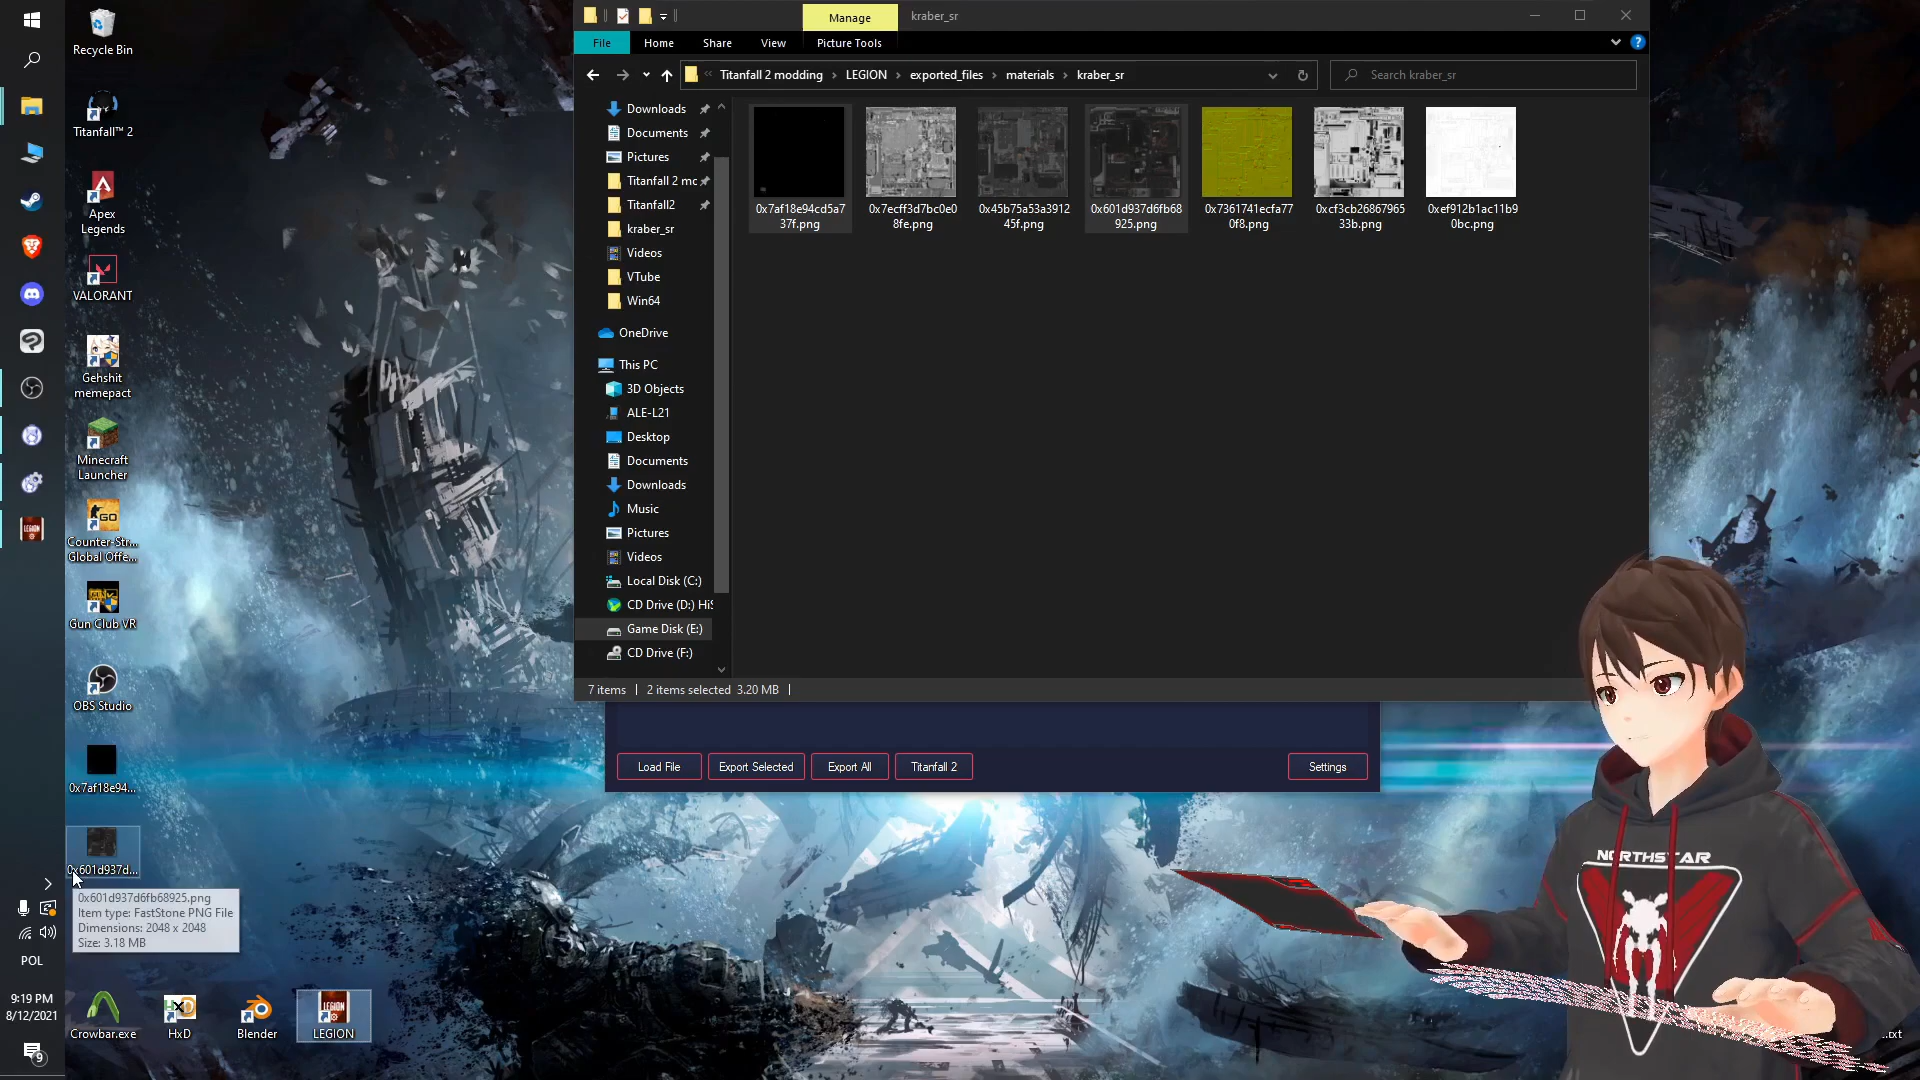 Recycle Bin
Titanfall™ 2
Apex
Legends
VALORANT
Gehshit
memepact
Minecraft
Launcher
Counter-Str...
Global Offe...
Gun Club VR
OBS Studio
0x7af18e94...
0x601d937d...
0x601d937d6fb68925.png
Item type: FastStone PNG File
Dimensions: 2048 x 2048
Size: 3.18 MB
POL
9:19 PM
8/12/2021
9
Crowbar.exe
HxD
Blender
LEGION
Manage
kraber_sr
File
Home
Share
View
Picture Tools
« Titanfall 2 modding › LEGION › exported_files › materials › kraber_sr
Search kraber_sr
Downloads
Documents
Pictures
Titanfall 2 mc
Titanfall2
kraber_sr
Videos
VTube
Win64
OneDrive
This PC
3D Objects
ALE-L21
Desktop
Documents
Downloads
Music
Pictures
Videos
Local Disk (C:)
CD Drive (D:) HiS
Game Disk (E:)
CD Drive (F:)
0x7af18e94cd5a7
37f.png
0x7ecff3d7bc0e0
8fe.png
0x45b75a53a3912
45f.png
0x601d937d6fb68
925.png
0x7361741ecfa77
0f8.png
0xcf3cb26867965
33b.png
0xef912b1ac11b9
0bc.png
7 items
2 items selected 3.20 MB
Load File
Export Selected
Export All
Titanfall 2
Settings
NORTHSTAR
.txt